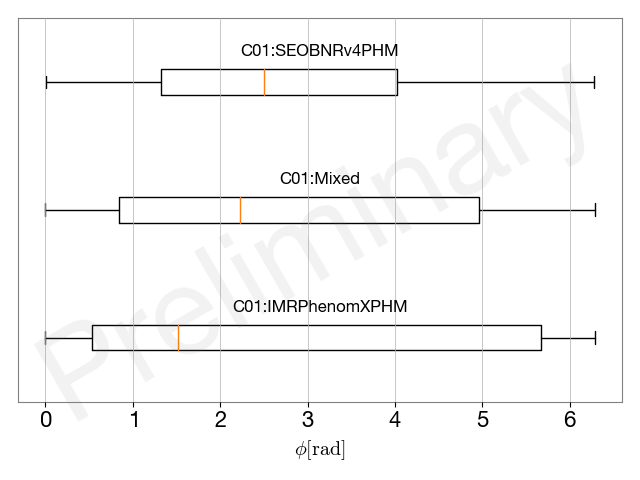 C01:SEOBNRv4PHM
C01:Mixed
C01:IMRPhenomXPHM
Preliminary
0 1 2 3 4 5 6
ϕ[rad]